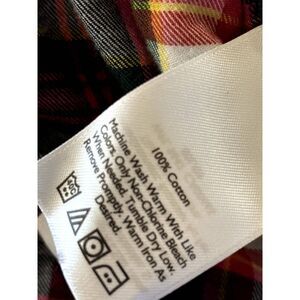 100% Cotton
Machine Wash Warm With Like
Colors. Only Non-Chlorine Bleach
When Needed. Tumble Dry Low.
Remove Promptly. Warm Iron As
Desired.